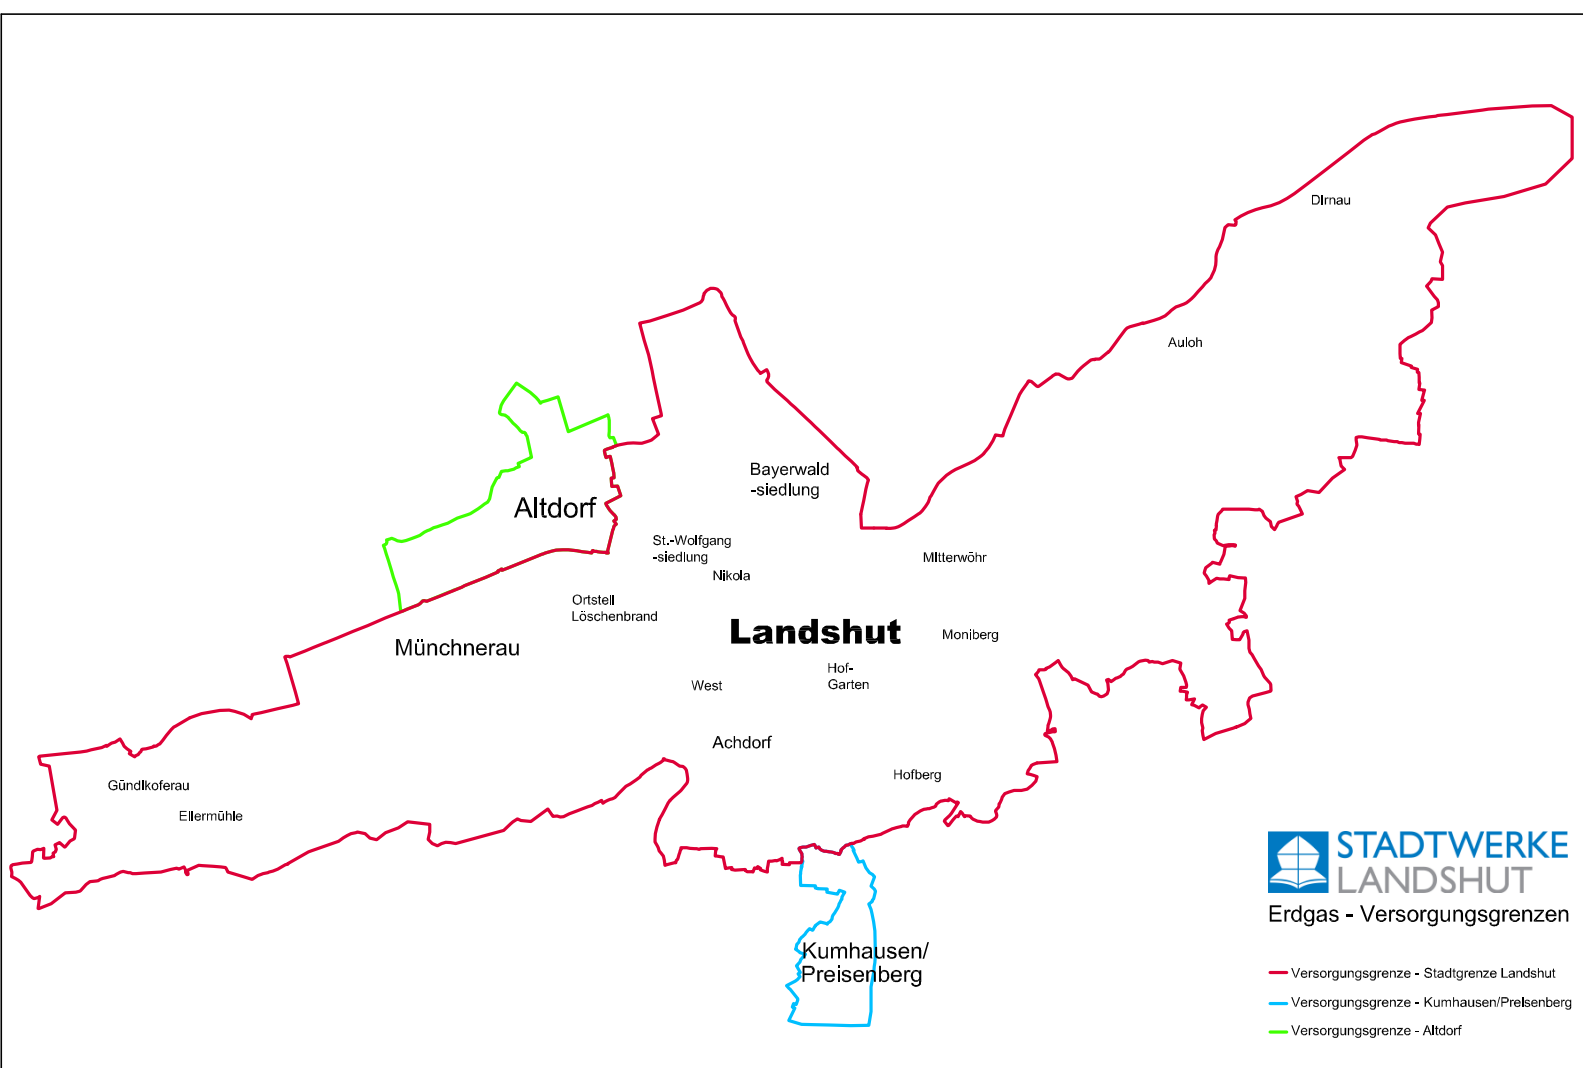 Dirnau
Auloh
Bayerwald
-siedlung
Altdorf
St.-Wolfgang
-siedlung
Mitterwöhr
Nikola
Ortsteil
Löschenbrand
Landshut
Moniberg
Münchnerau
Hof-
Garten
West
Achdorf
Hofberg
Gündlkoferau
Ellermühle
STADTWERKE
LANDSHUT
Erdgas - Versorgungsgrenzen
Kumhausen/
Preisenberg
Versorgungsgrenze - Stadtgrenze Landshut
Versorgungsgrenze - Kumhausen/Preisenberg
Versorgungsgrenze - Altdorf